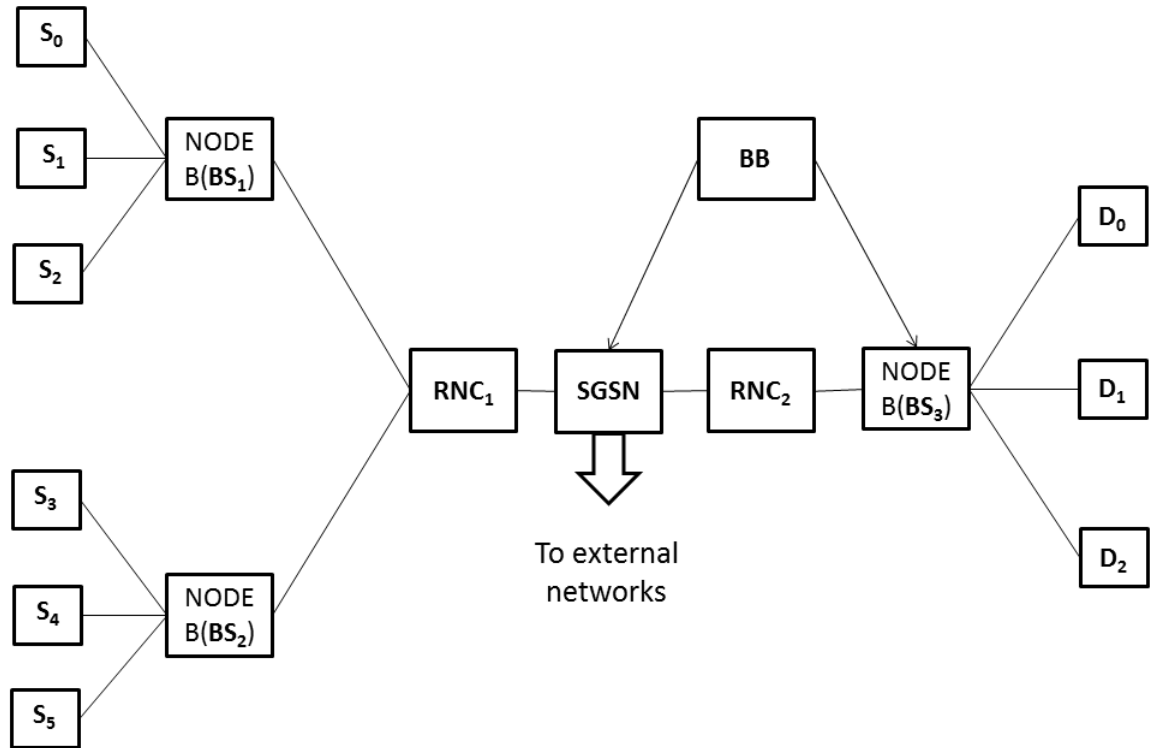 S₀
S₁
S₂
NODE
B(BS₁)
BB
D₀
RNC₁
SGSN
RNC₂
NODE
B(BS₃)
D₁
S₃
S₄
S₅
NODE
B(BS₂)
To external
networks
D₂